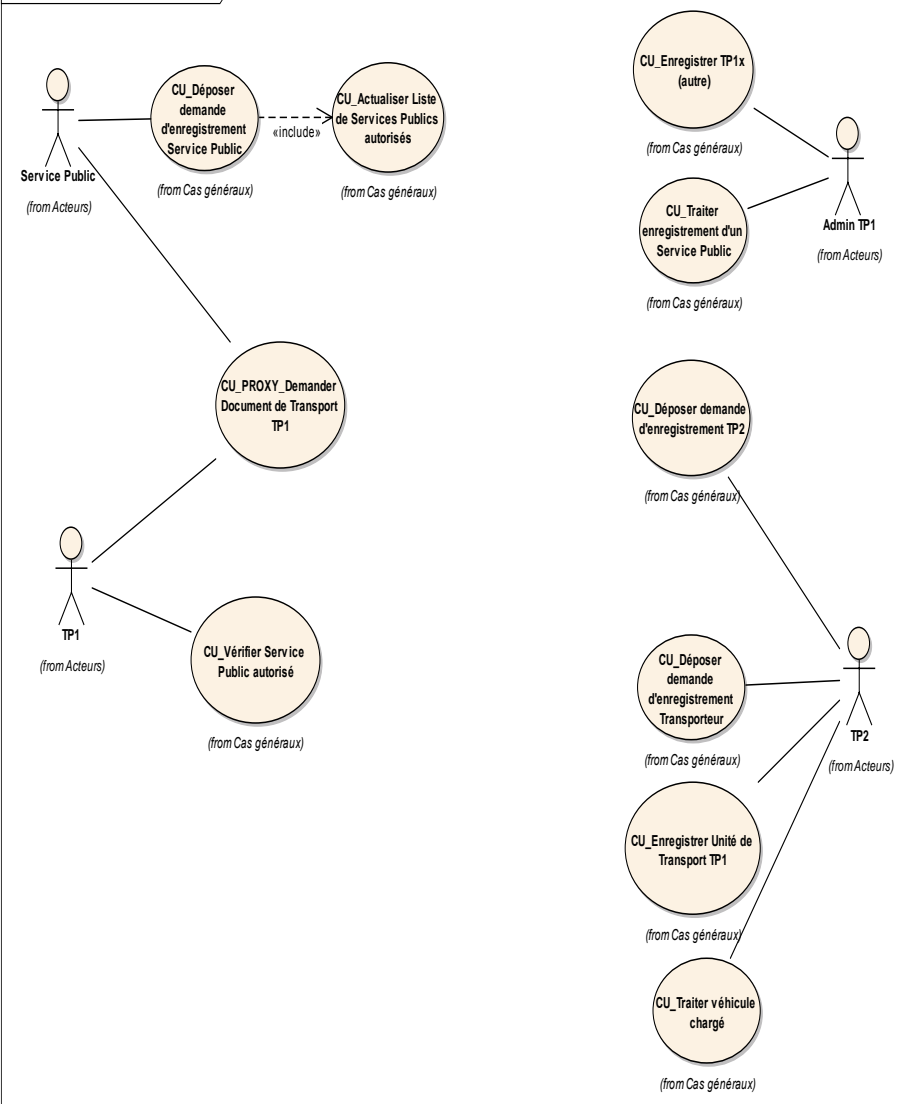 CU_Déposer
demande
d'enregistrement
Service Public
(from Cas généraux)
«include»
CU_Actualiser Liste
de Services Publics
autorisés
(from Cas généraux)
Service Public
(from Acteurs)
CU_Enregistrer TP1x
(autre)
(from Cas généraux)
CU_Traiter
enregistrement d'un
Service Public
(from Cas généraux)
Admin TP1
(from Acteurs)
CU_PROXY_Demander
Document de Transport
TP1
CU_Déposer demande
d'enregistrement TP2
(from Cas généraux)
TP1
(from Acteurs)
CU_Vérifier Service
Public autorisé
(from Cas généraux)
CU_Déposer
demande
d'enregistrement
Transporteur
(from Cas généraux)
TP2
(from Acteurs)
CU_Enregistrer Unité de
Transport TP1
(from Cas généraux)
CU_Traiter véhicule
chargé
(from Cas généraux)